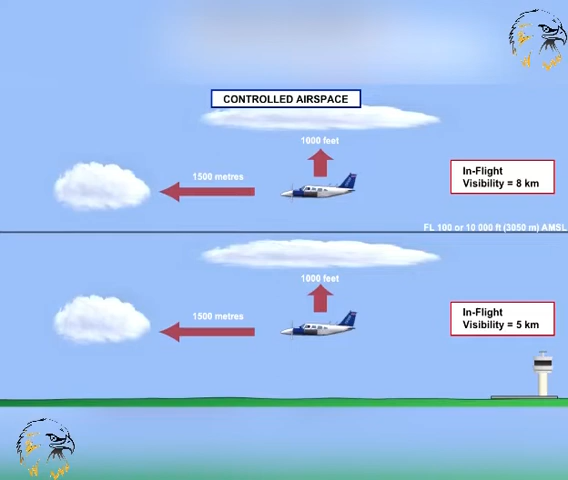 CONTROLLED AIRSPACE
1000 feet
1500 metres
In-Flight
Visibility = 8 km
FL 100 or 10 000 ft (3050 m) AMSL
1000 feet
1500 metres
In-Flight
Visibility = 5 km